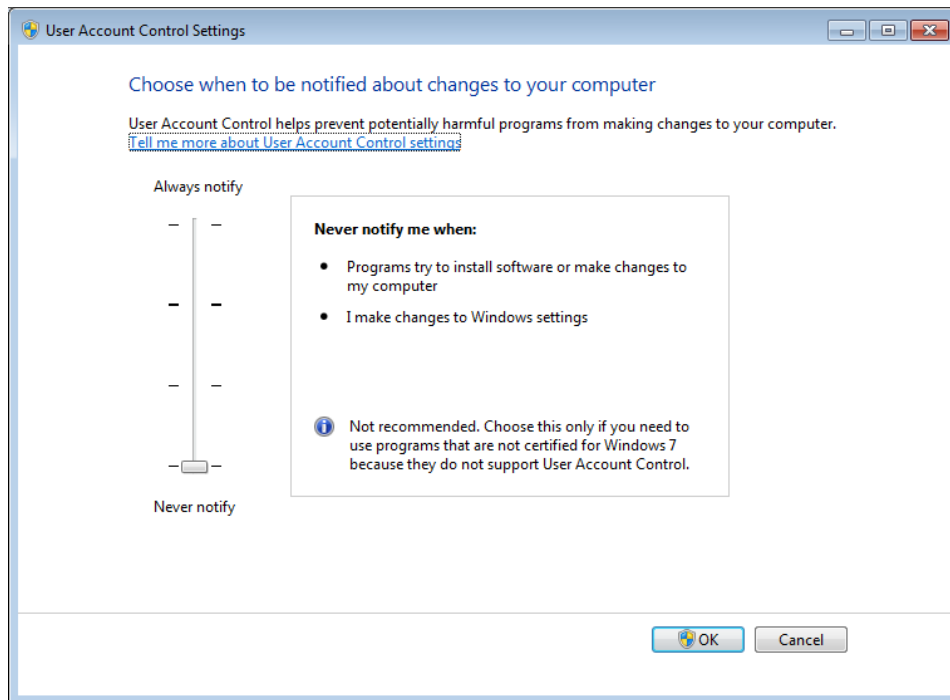 User Account Control Settings
Choose when to be notified about changes to your computer
User Account Control helps prevent potentially harmful programs from making changes to your computer.
Tell me more about User Account Control settings
Always notify
Never notify me when:
Programs try to install software or make changes to
my computer
I make changes to Windows settings
Not recommended. Choose this only if you need to
use programs that are not certified for Windows 7
because they do not support User Account Control.
Never notify
OK
Cancel